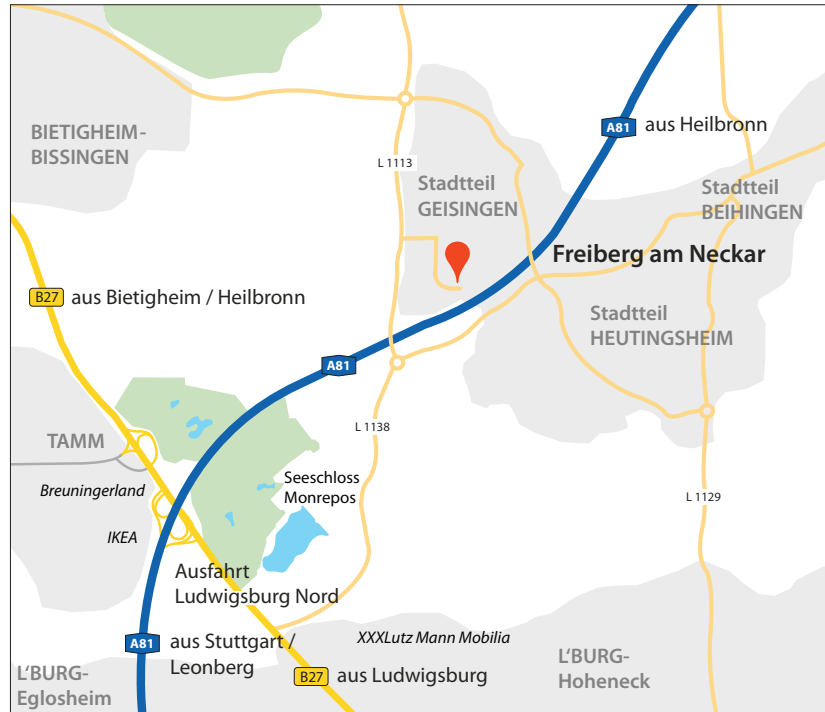 A81 aus Heilbronn
BIETIGHEIM-
BISSINGEN
L 1113
Stadtteil
GEISINGEN
Stadtteil
BEIHINGEN
Freiberg am Neckar
B27 aus Bietigheim / Heilbronn
Stadtteil
HEUTINGSHEIM
A81
L 1138
TAMM
Breuningerland
IKEA
Seeschloss
Monrepos
L 1129
Ausfahrt
Ludwigsburg Nord
A81 aus Stuttgart /
Leonberg
XXXLutz Mann Mobilia
B27 aus Ludwigsburg
L'BURG-
Eglosheim
L'BURG-
Hoheneck